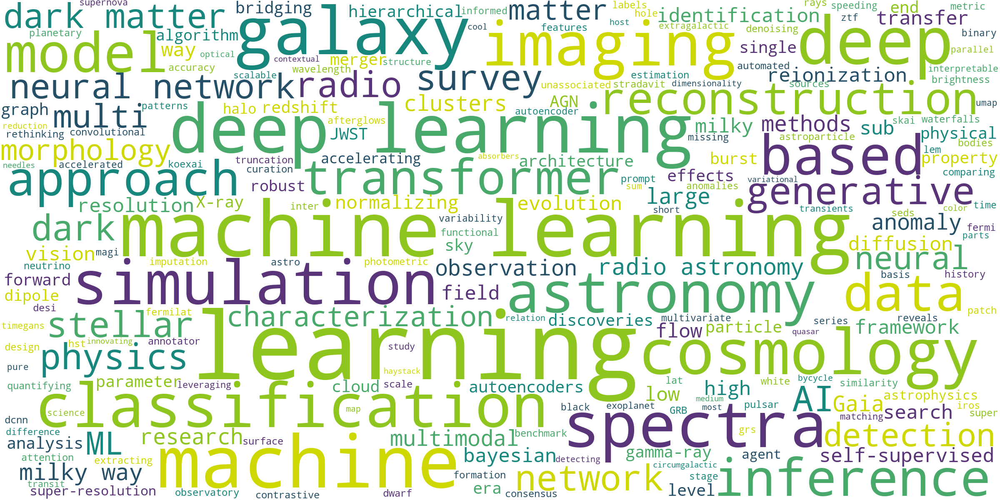 supernova
dark matter
bridging
galaxy
hierarchical
informed
matter
labels
hole
identification
rays
speeding
end
metric
planetary
algorithm
cool
features
host
extragalactic
denoising
ztf
transfer
binary
model
way
optical
contextual
merger
structure
imaging
single
deep
parallel
accuracy
wavelength
automated
interpretable
neural network
scalable
radio
survey
estimation
reionization
brightness
unassociated
stradavit
dimensionality
sources
graph
multi
patterns
halo
redshift
clusters
AGN
autoencoder
reconstruction
umap
reduction
rethinking
convolutional
deep learning
afterglows
JWST
milky
missing
methods
astroparticle
sub
skai
waterfalls
physical
bodies
lem
morphology
needles
accelerated
koexai
truncation
curation
accelerating
absorbers
architecture
burst
based
property
comparing
approach
robust
transformer
prompt
sum
effects
anomalies
variational
generative
resolution
X-ray
inter
normalizing
evolution
large
short
transients
seds
color
time
dark
machine learning
variability
functional
sky
anomaly
fermi
parts
vision
magi
diffusion
neutrino
imputation
astro
photometric
observation
radio astronomy
neural
forward
simulation
field
astronomy
basis
history
dipole
desi
data
stellar
fermilat
characterization
relation
discoveries
multivariate
series
reveals
patch
timegans
learning
flow
particle
quasar
framework
design
hst
innovating
annotator
study
cosmology
physics
pure
haystack
quantifying
parameter
leveraging
cloud
scale
autoencoders
lat
low
high
white
bycycle
similarity
classification
science
map
black
exoplanet
medium
most
pulsar
AI
Gaia
astrophysics
iros
super
GRB
spectra
matching
search
dcnn
difference
analysis
ML
research
surface
multimodal
benchmark
grs
detection
attention
extracting
machine
bayesian
detecting
gamma-ray
agent
self-supervised
milky way
formation
network
circumgalactic
stage
inference
transit
super-resolution
observatory
contrastive
dwarf
era
consensus
level